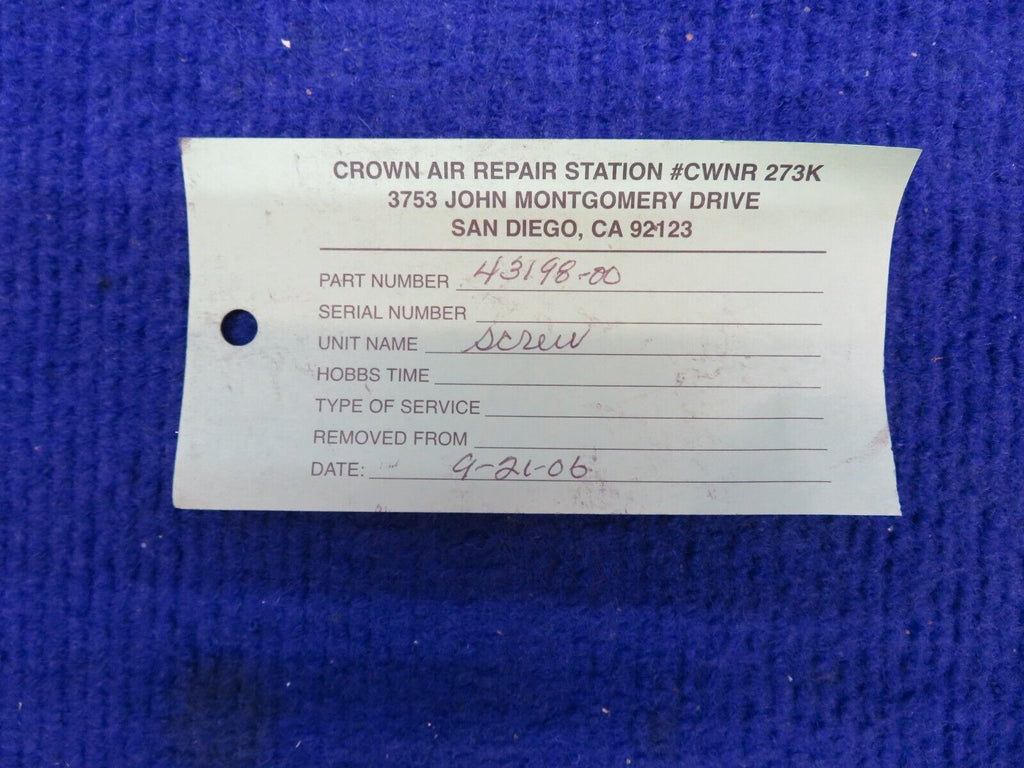 CROWN AIR REPAIR STATION #CWNR 273K
3753 JOHN MONTGOMERY DRIVE
SAN DIEGO, CA 92123
PART NUMBER 43198-00
SERIAL NUMBER
UNIT NAME screw
HOBBS TIME
TYPE OF SERVICE
REMOVED FROM
DATE: 9-21-06